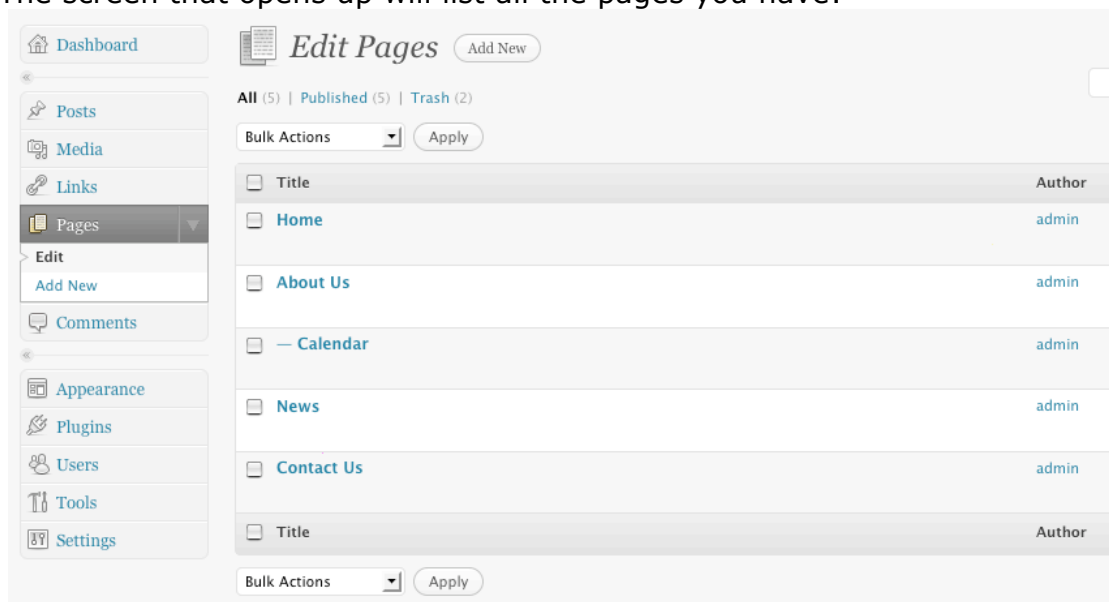 The screen that opens up will list all the pages you have.
Dashboard
Edit Pages Add New
All (5) | Published (5) | Trash (2)
Posts
Bulk Actions Apply
Media
Title Author
Links
Home admin
Pages
Edit
About Us admin
Add New
Comments
— Calendar admin
Appearance
News admin
Plugins
Users
Contact Us admin
Tools
Title Author
Settings
Bulk Actions Apply